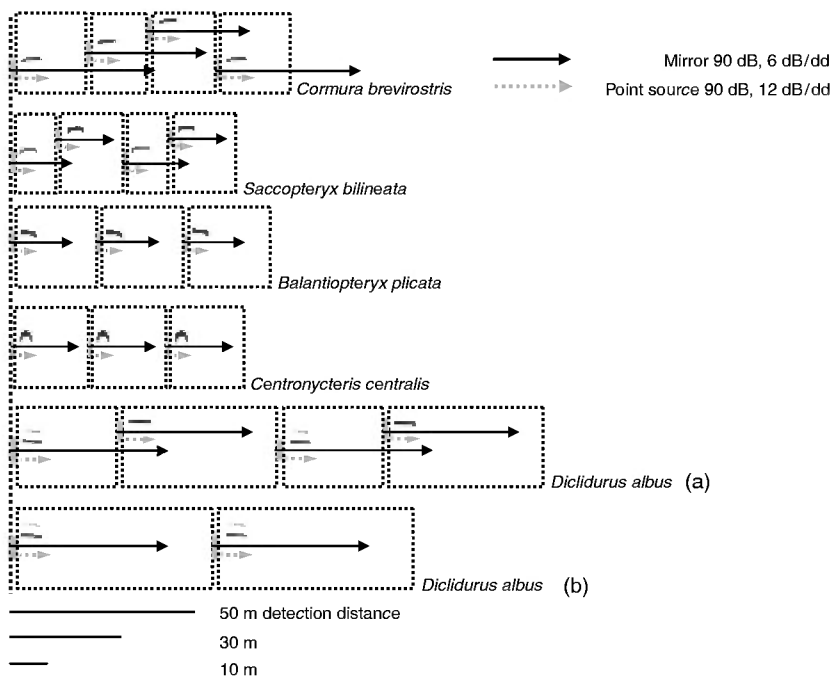 Mirror 90 dB, 6 dB/dd
Point source 90 dB, 12 dB/dd
Cormura brevirostris
Saccopteryx bilineata
Balantiopteryx plicata
Centronycteris centralis
Diclidurus albus (a)
Diclidurus albus (b)
50 m detection distance
30 m
10 m